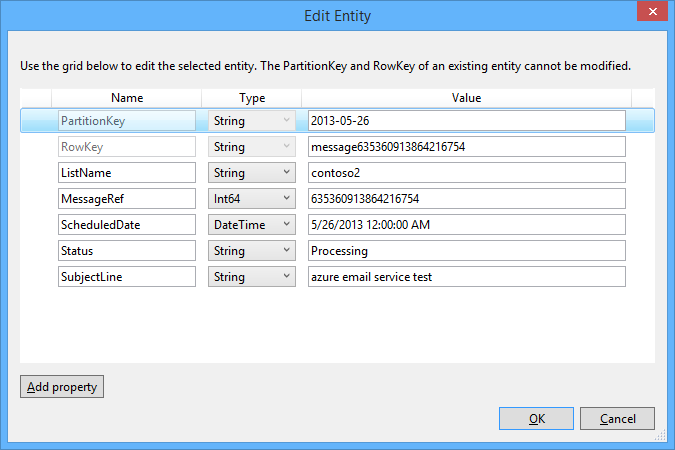 Edit Entity
Use the grid below to edit the selected entity. The PartitionKey and RowKey of an existing entity cannot be modified.
Name Type Value
PartitionKey String 2013-05-26
RowKey String message635360913864216754
ListName String contoso2
MessageRef Int64 635360913864216754
ScheduledDate DateTime 5/26/2013 12:00:00 AM
Status String Processing
SubjectLine String azure email service test
Add property
OK Cancel